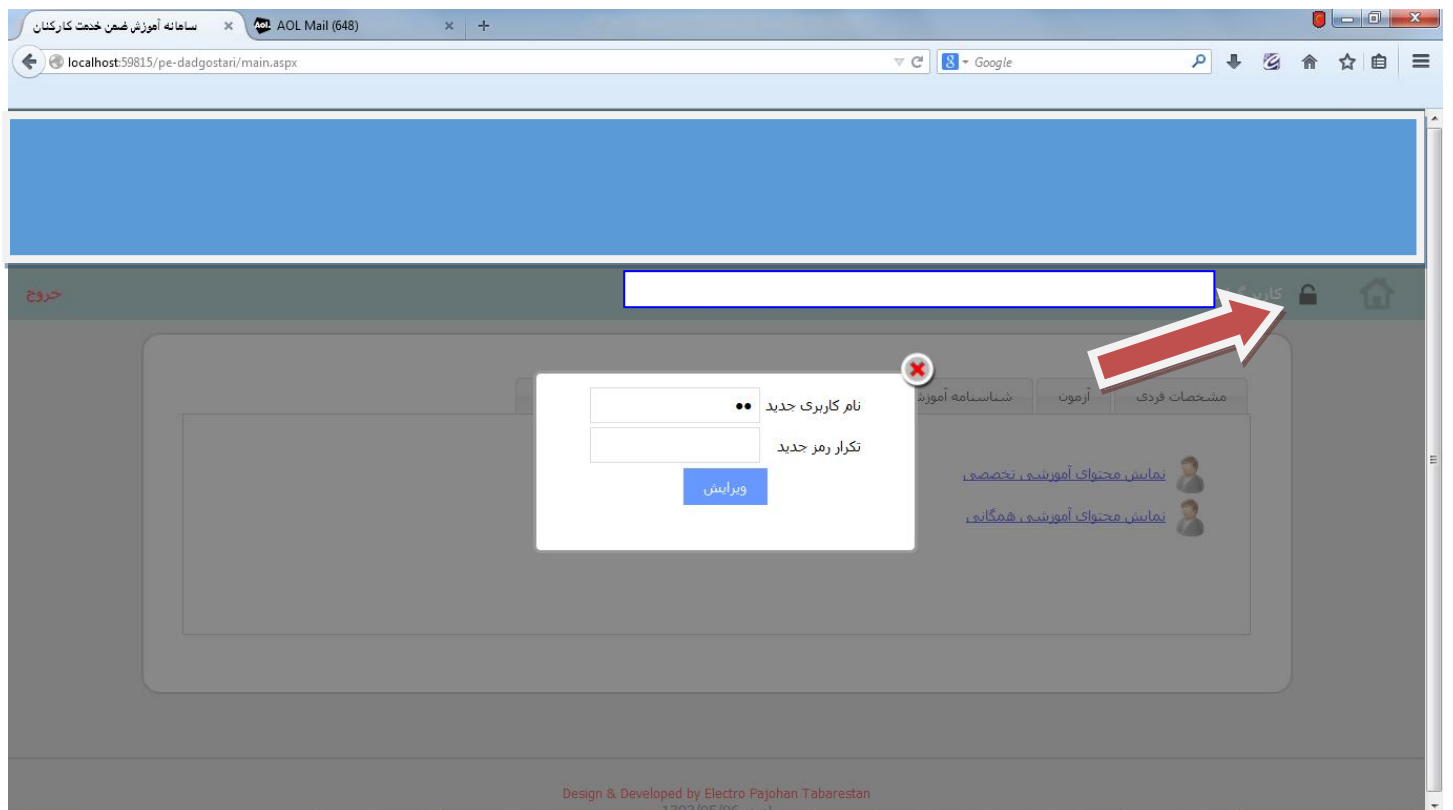 سامانه آموزش ضمن خدمت کارکنان
AOL Mail (648)
localhost:59815/pe-dadgostari/main.aspx
Google
خروج
مشخصات فردی
آزمون
شناسنامه
نام کاربری جدید
تکرار رمز جدید
ویرایش
نمایش محتوای آموزشی تخصصی
نمایش محتوای آموزشی همگانی
Design & Developed by Electro Pajohan Tabarestan